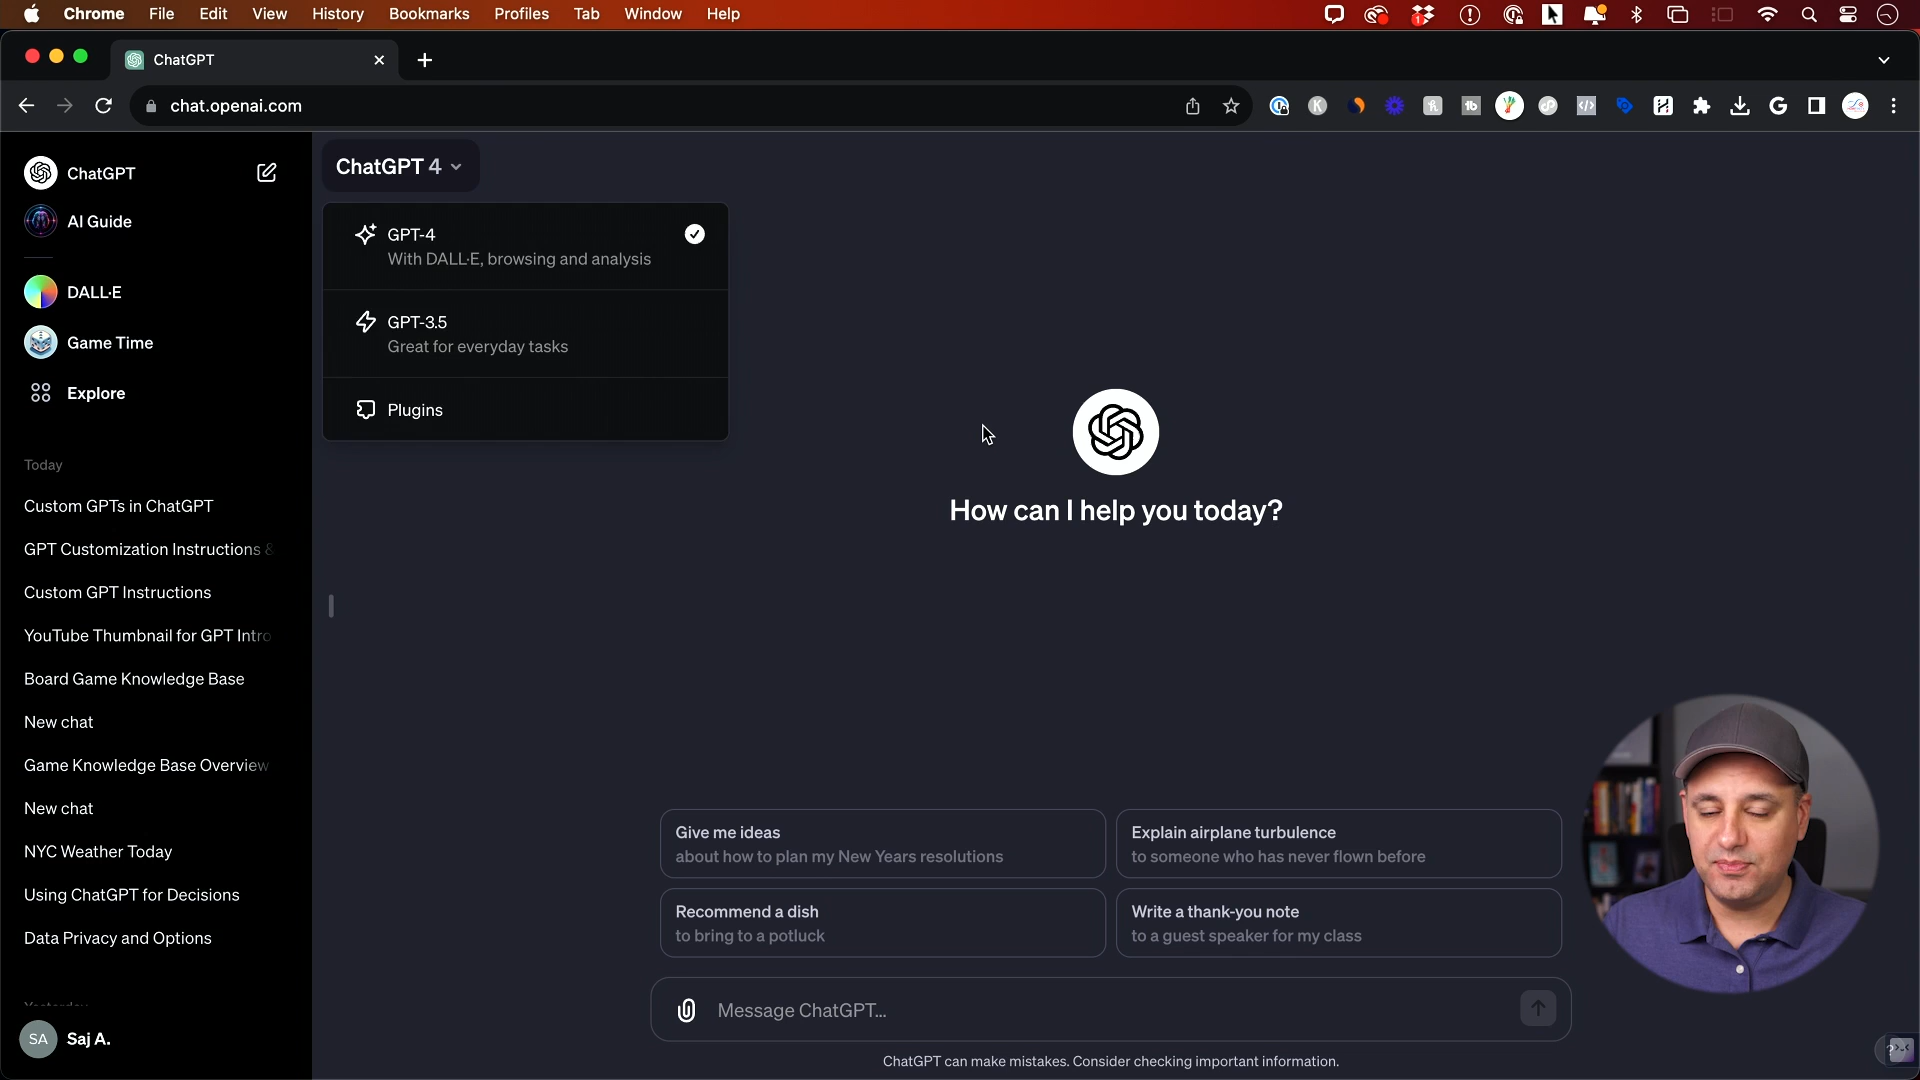 Chrome File Edit View History Bookmarks Profiles Tab Window Help
ChatGPT
chat.openai.com
ChatGPT
AI Guide
DALL·E
Game Time
Explore
Today
Custom GPTs in ChatGPT
GPT Customization Instructions &
Custom GPT Instructions
YouTube Thumbnail for GPT Intro
Board Game Knowledge Base
New chat
Game Knowledge Base Overview
New chat
NYC Weather Today
Using ChatGPT for Decisions
Data Privacy and Options
Yesterday
SA Saj A.
ChatGPT 4
GPT-4
With DALL·E, browsing and analysis
GPT-3.5
Great for everyday tasks
Plugins
How can I help you today?
Give me ideas
about how to plan my New Years resolutions
Explain airplane turbulence
to someone who has never flown before
Recommend a dish
to bring to a potluck
Write a thank-you note
to a guest speaker for my class
Message ChatGPT...
ChatGPT can make mistakes. Consider checking important information.